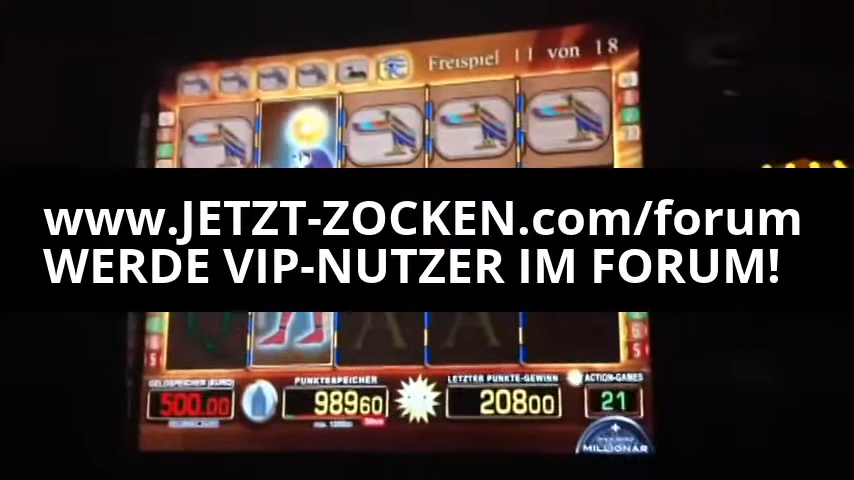 Freispiel 11 von 18
www.JETZT-ZOCKEN.com/forum
WERDE VIP-NUTZER IM FORUM!
Q A A
GELDSPEICHER (EURO) PUNKTESPEICHER LETZTER PUNKTE-GEWINN ACTION-GAMES
500.00 98960 20800 21
MILLIONÄR